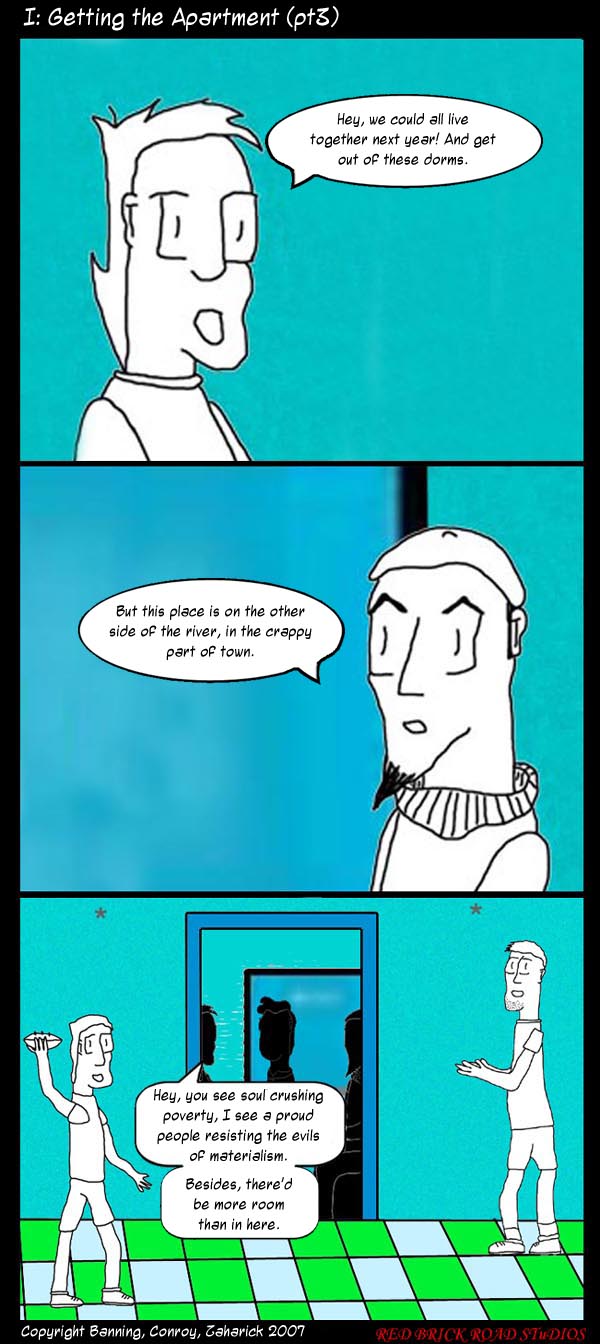 I: Getting the Apartment (pt3)
Hey, we could all live
together next year! And get
out of these dorms.
But this place is on the other
side of the river, in the crappy
part of town.
*
*
Hey, you see soul crushing
poverty, I see a proud
people resisting the evils
of materialism.
Besides, there'd
be more room
than in here.
Copyright Banning, Conroy, Zaharick 2007
RED BRICK ROAD STuDIOS